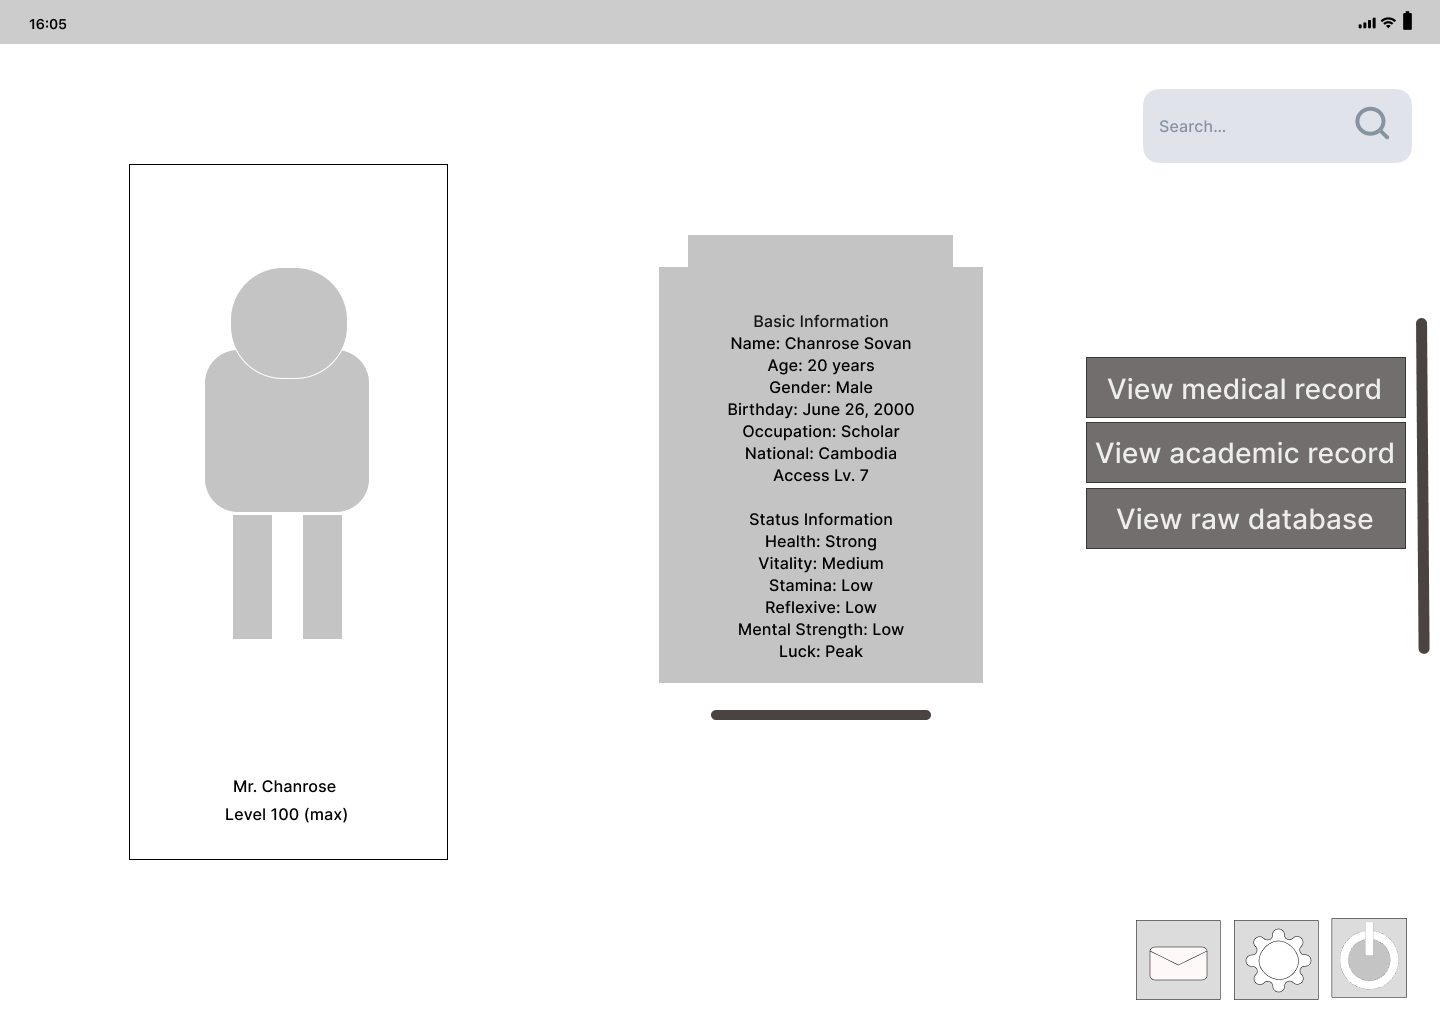 16:05
Search...
Basic Information
Name: Chanrose Sovan
Age: 20 years
Gender: Male
Birthday: June 26, 2000
Occupation: Scholar
National: Cambodia
Access Lv. 7
Status Information
Health: Strong
Vitality: Medium
Stamina: Low
Reflexive: Low
Mental Strength: Low
Luck: Peak
View medical record
View academic record
View raw database
Mr. Chanrose
Level 100 (max)